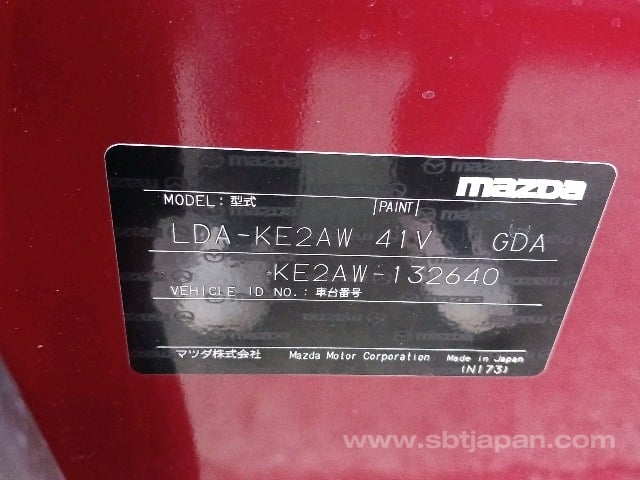 mazda
MODEL: 型式 PAINT
LDA-KE2AW 41V GDA
KE2AW-132640
VEHICLE ID NO.: 車台番号
マツダ株式会社 Mazda Motor Corporation Made in Japan
(N173)
www.sbtjapan.com